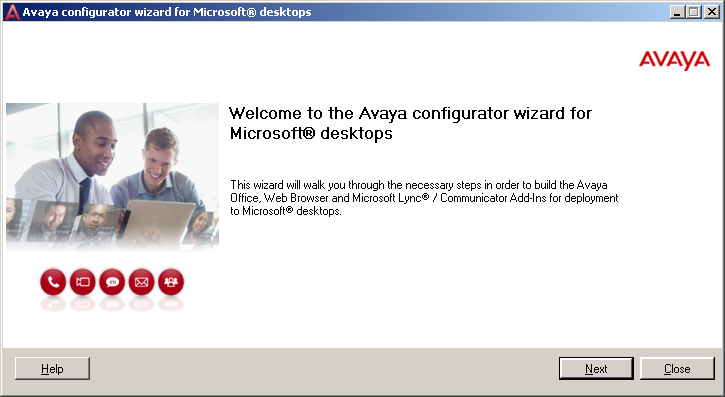 Avaya configurator wizard for Microsoft® desktops
AVAYA
Welcome to the Avaya configurator wizard for
Microsoft® desktops
This wizard will walk you through the necessary steps in order to build the Avaya
Office, Web Browser and Microsoft Lync® / Communicator Add-Ins for deployment
to Microsoft® desktops.
Help
Next
Close